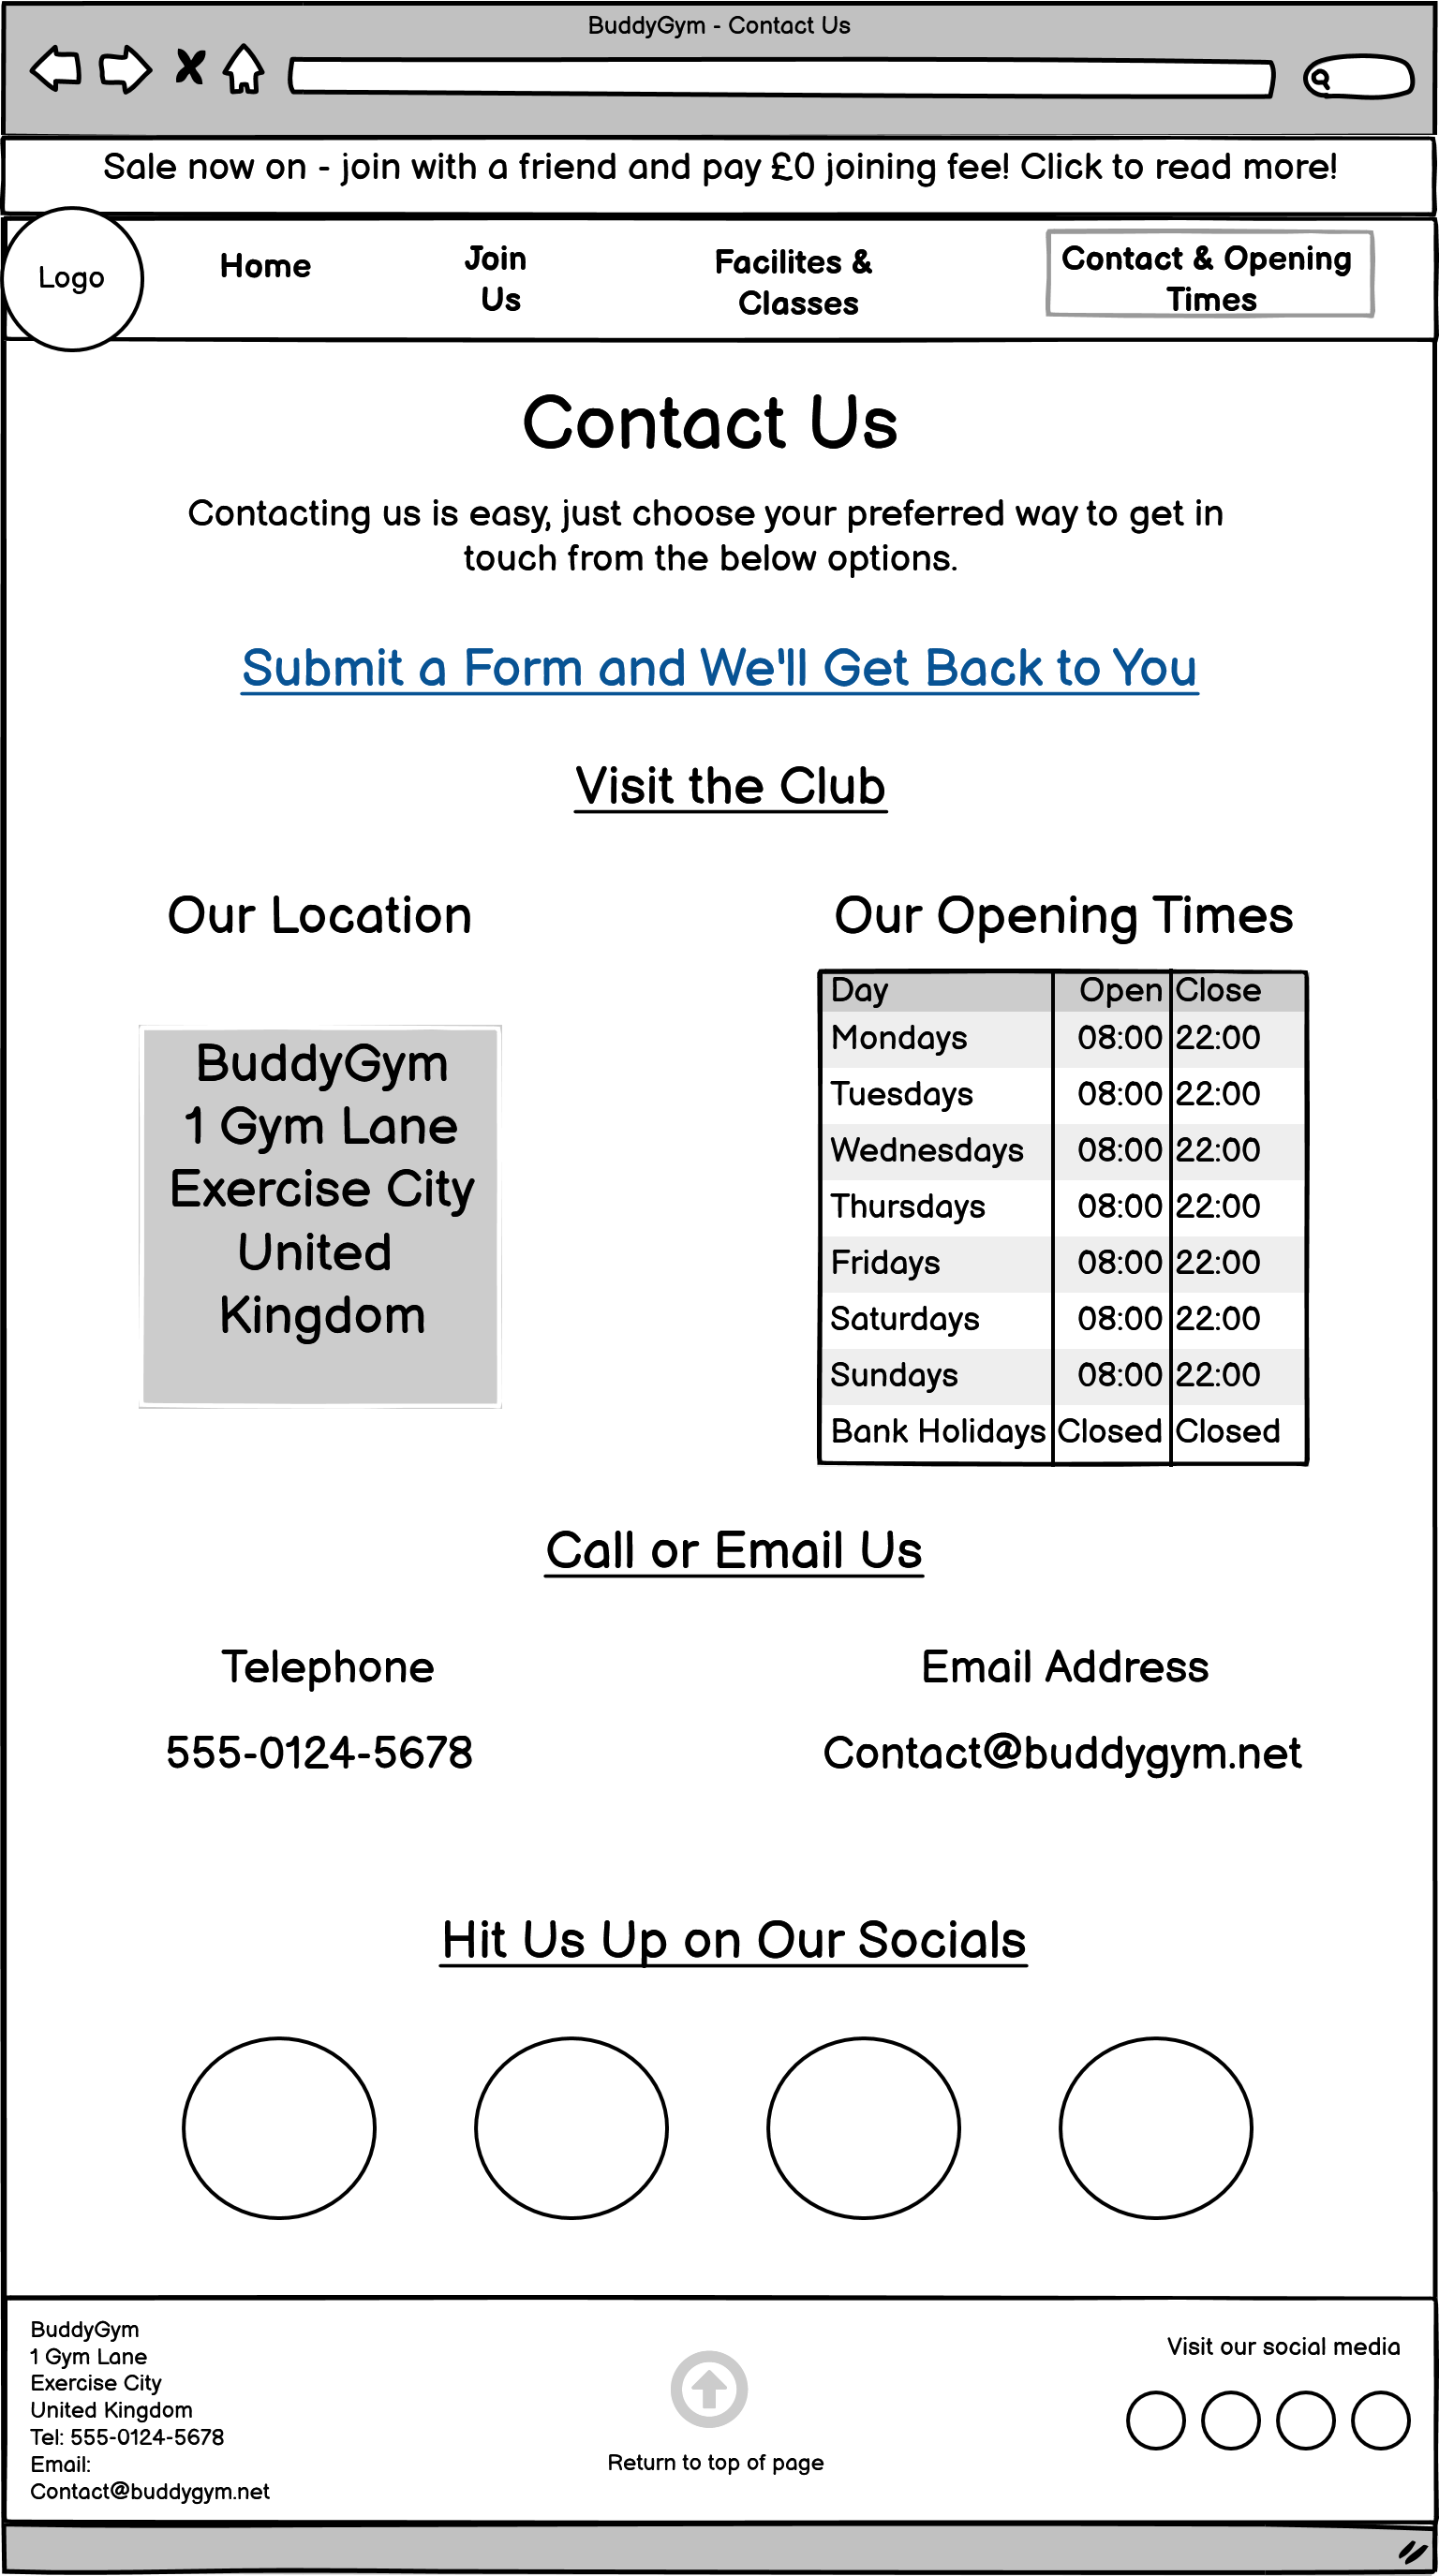 BuddyGym - Contact Us
Sale now on - join with a friend and pay £0 joining fee! Click to read more!
Logo
Home
Join
Us
Facilites &
Classes
Contact & Opening
Times
Contact Us
Contacting us is easy, just choose your preferred way to get in
touch from the below options.
Submit a Form and We'll Get Back to You
Visit the Club
Our Location
BuddyGym
1 Gym Lane
Exercise City
United
Kingdom
Our Opening Times
Day Open Close
Mondays 08:00 22:00
Tuesdays 08:00 22:00
Wednesdays 08:00 22:00
Thursdays 08:00 22:00
Fridays 08:00 22:00
Saturdays 08:00 22:00
Sundays 08:00 22:00
Bank Holidays Closed Closed
Call or Email Us
Telephone
555-0124-5678
Email Address
Contact@buddygym.net
Hit Us Up on Our Socials
BuddyGym
1 Gym Lane
Exercise City
United Kingdom
Tel: 555-0124-5678
Email:
Contact@buddygym.net
Return to top of page
Visit our social media